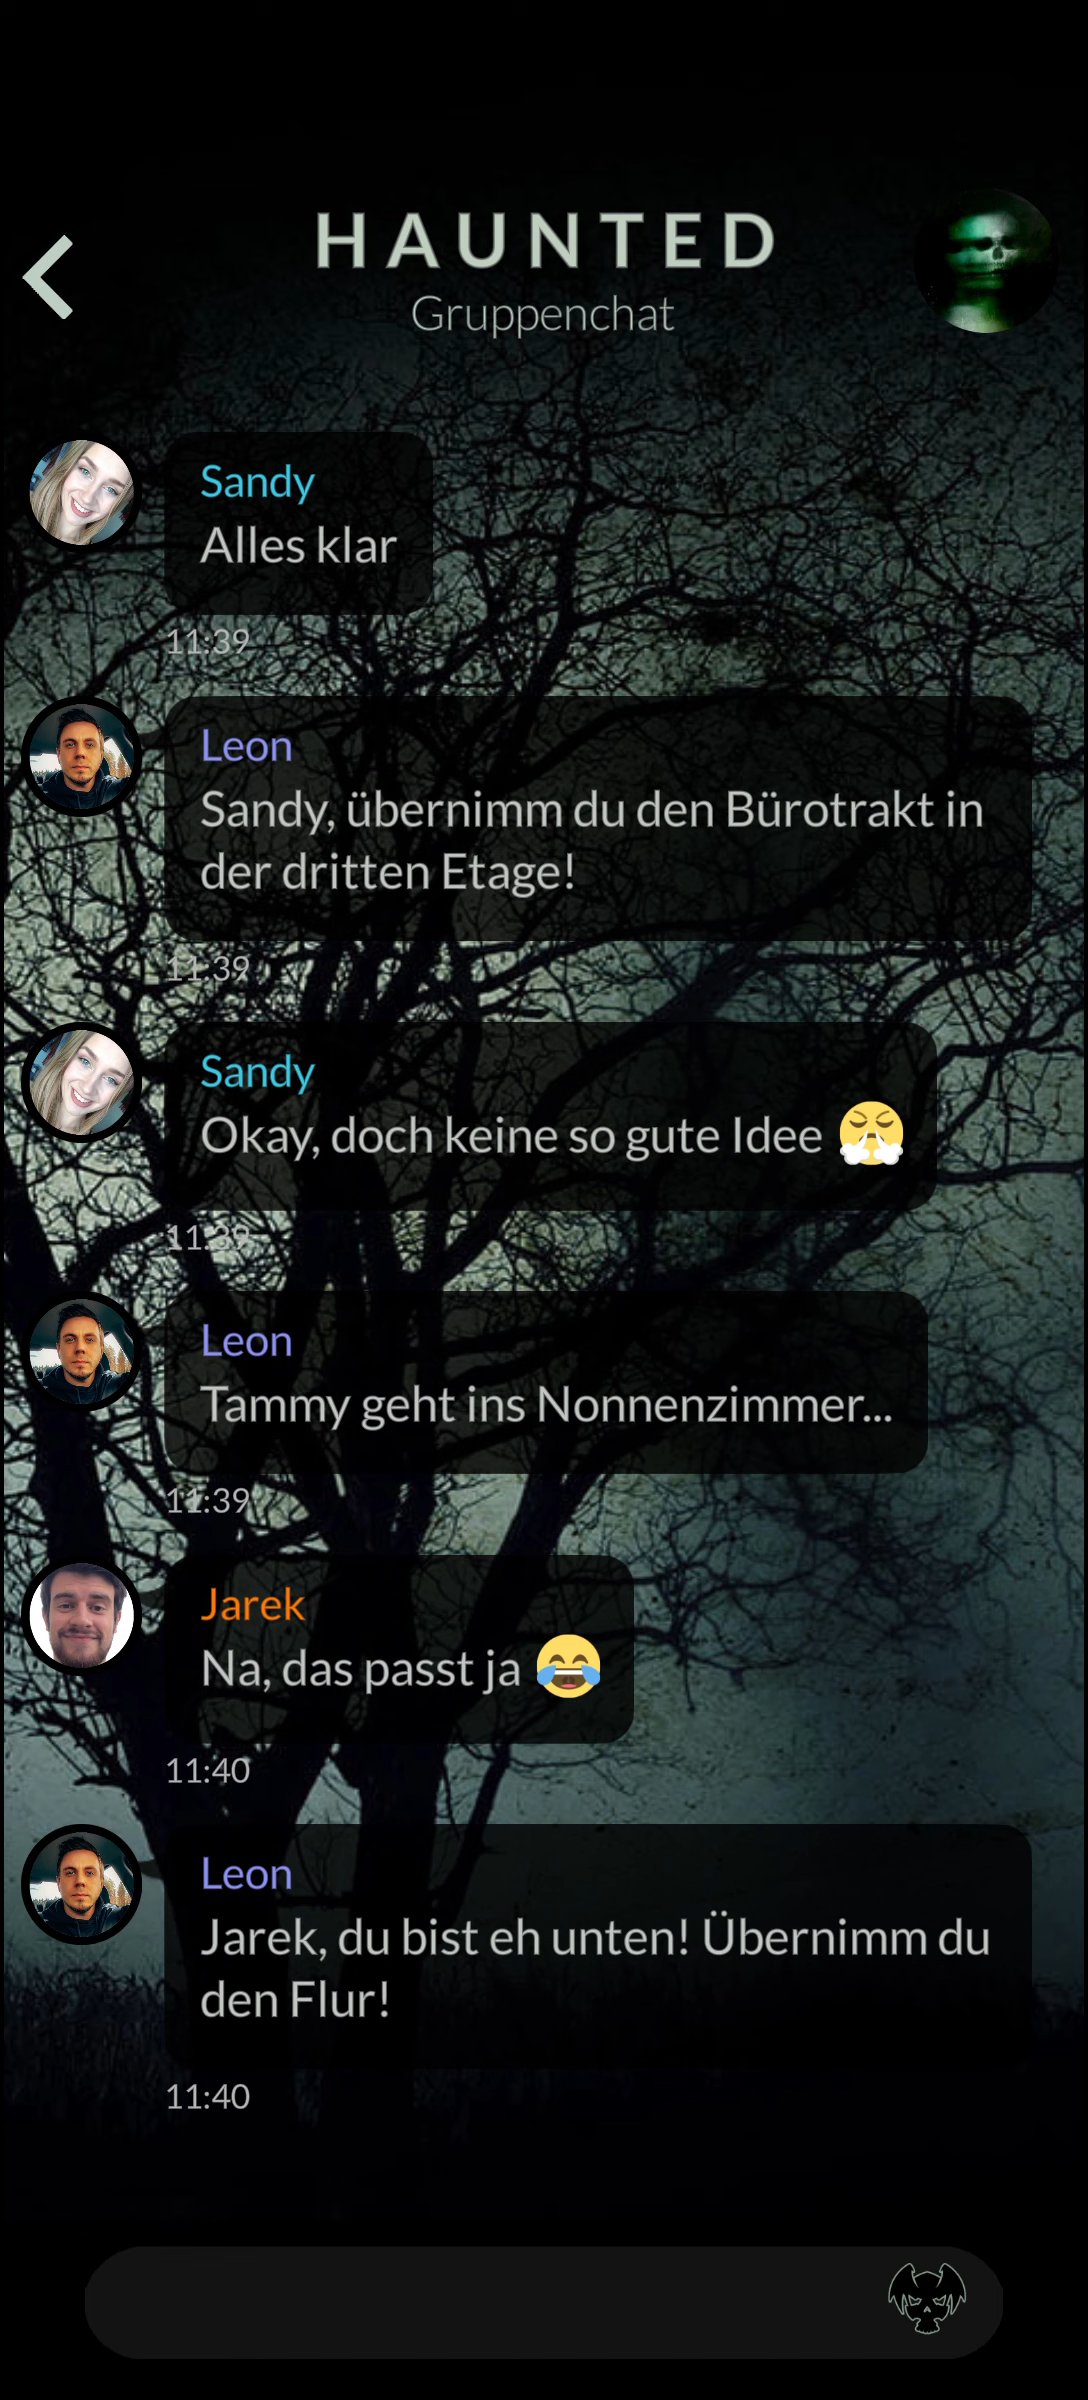 HAUNTED
Gruppenchat
Sandy
Alles klar
11:39
Leon
Sandy, übernimm du den Bürotrakt in
der dritten Etage!
11:39
Sandy
Okay, doch keine so gute Idee 😤
11:39
Leon
Tammy geht ins Nonnenzimmer...
11:39
Jarek
Na, das passt ja 😂
11:40
Leon
Jarek, du bist eh unten! Übernimm du
den Flur!
11:40